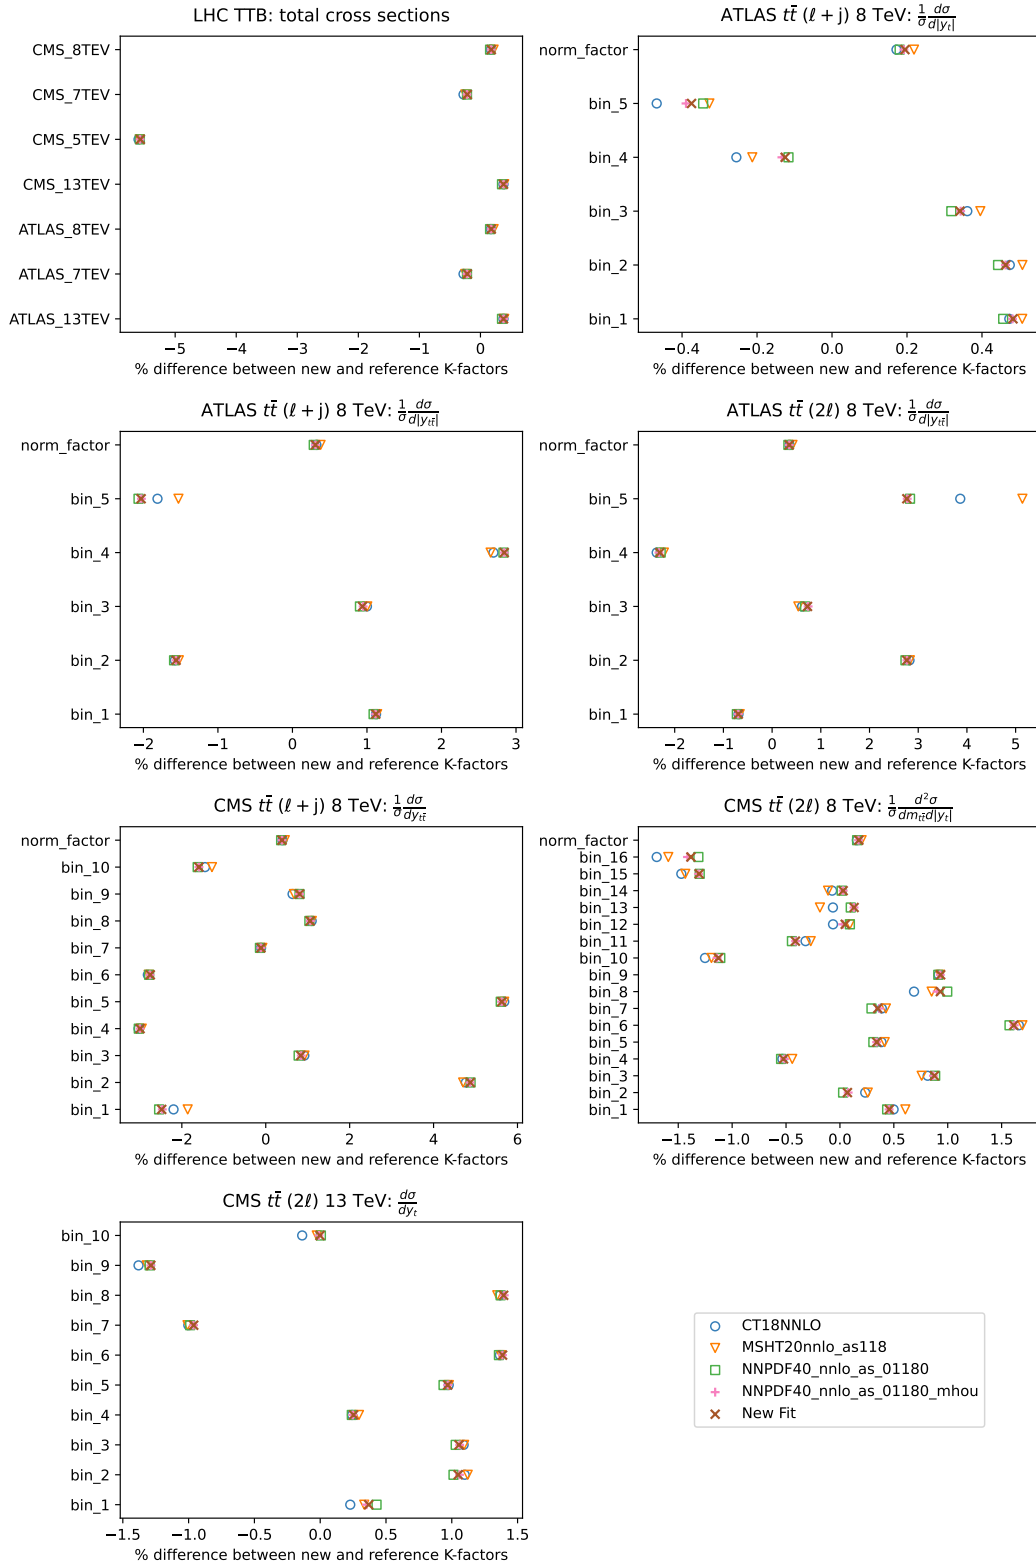 LHC TTB: total cross sections
CMS_8TEV
CMS_7TEV
CMS_5TEV
CMS_13TEV
ATLAS_8TEV
ATLAS_7TEV
ATLAS_13TEV
−5 −4 −3 −2 −1 0
% difference between new and reference K-factors
ATLAS tt̄ (ℓ + j) 8 TeV: 1/σ dσ/d|y_t|
norm_factor
bin_5
bin_4
bin_3
bin_2
bin_1
−0.4 −0.2 0.0 0.2 0.4
% difference between new and reference K-factors
ATLAS tt̄ (ℓ + j) 8 TeV: 1/σ dσ/d|y_tt̄|
norm_factor
bin_5
bin_4
bin_3
bin_2
bin_1
−2 −1 0 1 2 3
% difference between new and reference K-factors
ATLAS tt̄ (2ℓ) 8 TeV: 1/σ dσ/d|y_tt̄|
norm_factor
bin_5
bin_4
bin_3
bin_2
bin_1
−2 −1 0 1 2 3 4 5
% difference between new and reference K-factors
CMS tt̄ (ℓ + j) 8 TeV: 1/σ dσ/dy_tt̄
norm_factor
bin_10
bin_9
bin_8
bin_7
bin_6
bin_5
bin_4
bin_3
bin_2
bin_1
−2 0 2 4 6
% difference between new and reference K-factors
CMS tt̄ (2ℓ) 8 TeV: 1/σ d²σ/dm_tt̄ d|y_t|
norm_factor
bin_16
bin_15
bin_14
bin_13
bin_12
bin_11
bin_10
bin_9
bin_8
bin_7
bin_6
bin_5
bin_4
bin_3
bin_2
bin_1
−1.5 −1.0 −0.5 0.0 0.5 1.0 1.5
% difference between new and reference K-factors
CMS tt̄ (2ℓ) 13 TeV: dσ/dy_t
bin_10
bin_9
bin_8
bin_7
bin_6
bin_5
bin_4
bin_3
bin_2
bin_1
−1.5 −1.0 −0.5 0.0 0.5 1.0 1.5
% difference between new and reference K-factors
CT18NNLO
MSHT20nnlo_as118
NNPDF40_nnlo_as_01180
NNPDF40_nnlo_as_01180_mhou
New Fit